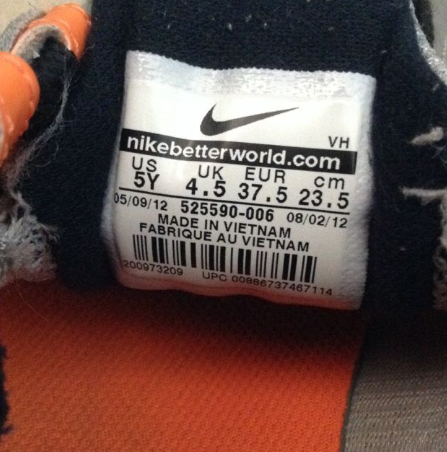 VH
nikebetterworld.com
US UK EUR cm
5Y 4.5 37.5 23.5
05/09/12 525590-006 08/02/12
MADE IN VIETNAM
FABRIQUE AU VIETNAM
200973209 UPC 00886737467114